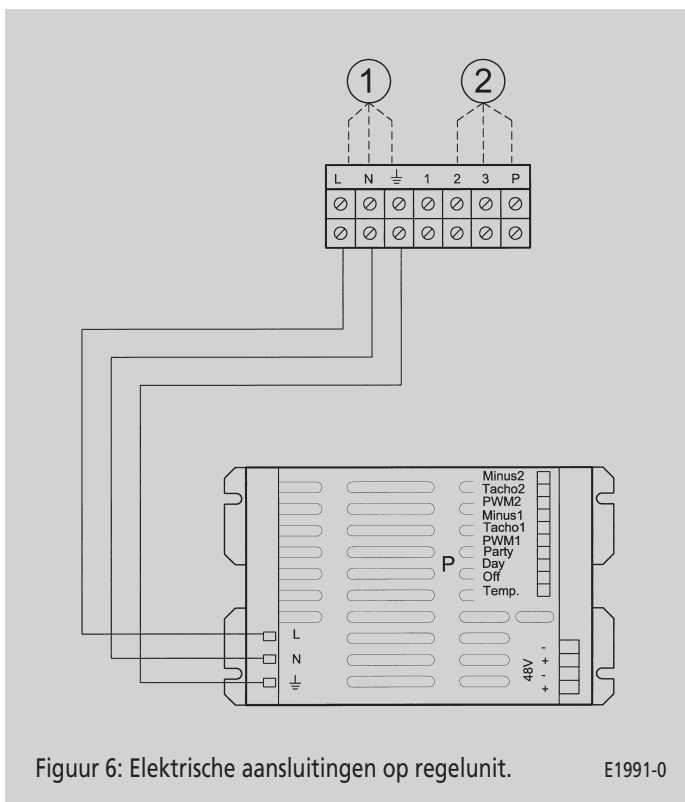 1 2
L N ⏚ 1 2 3 P
Minus2
Tacho2
PWM2
Minus1
Tacho1
PWM1
Party
P
Day
Off
Temp.
L
N
⏚
48V
-
+
-
+
Figuur 6: Elektrische aansluitingen op regelunit. E1991-0